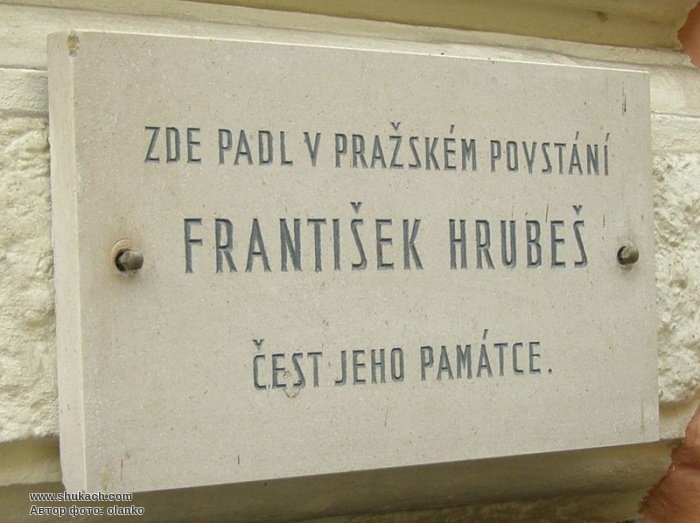 ZDE PADL V PRAŽSKÉM POVSTÁNÍ
FRANTIŠEK HRUBEŠ
ČEST JEHO PAMÁTCE.
www.shukach.com
Автор фото: olanko